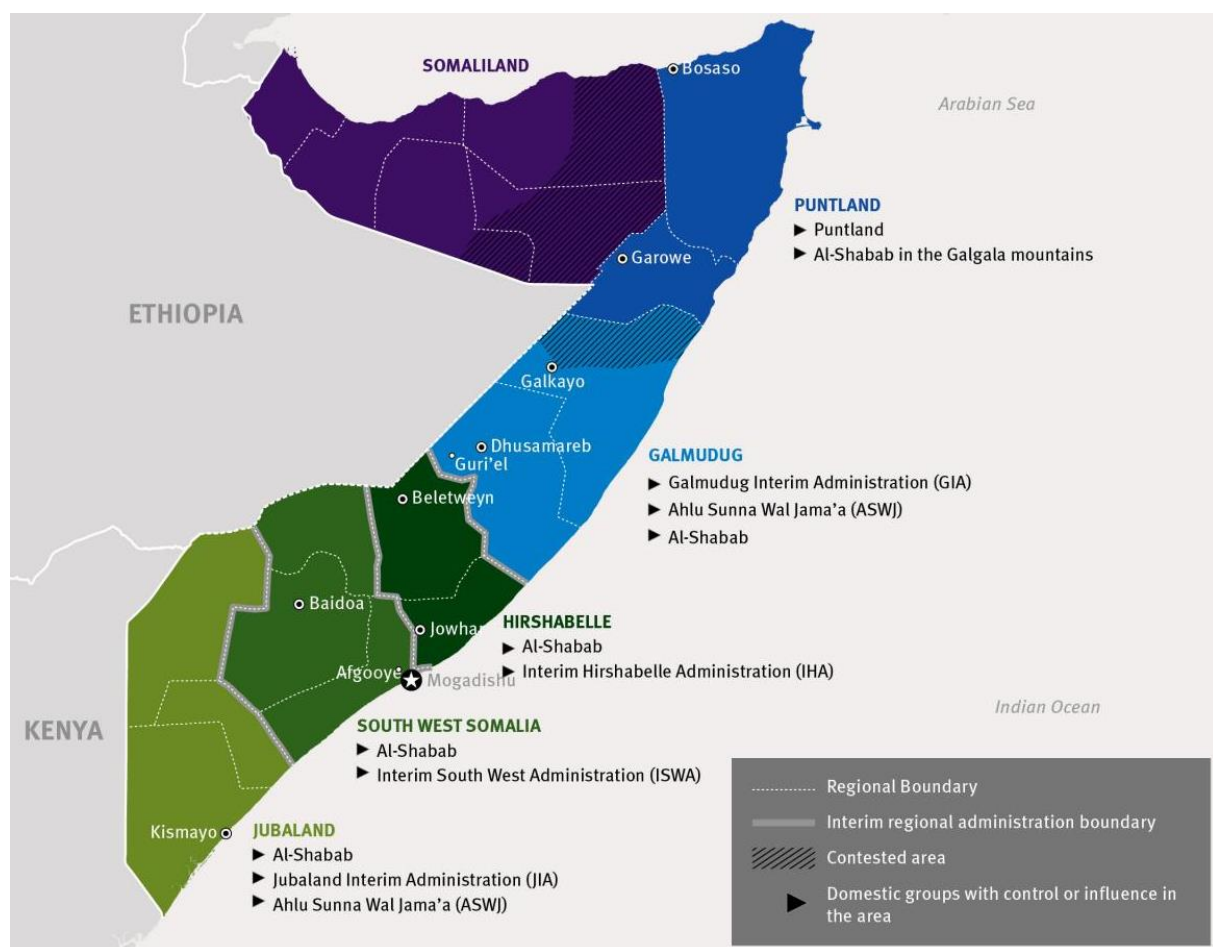 SOMALILAND
Bosaso
Arabian Sea
PUNTLAND
Puntland
Al-Shabab in the Galgala mountains
Garowe
ETHIOPIA
Galkayo
Dhusamareb
Guri'el
GALMUDUG
Galmudug Interim Administration (GIA)
Ahlu Sunna Wal Jama'a (ASWJ)
Al-Shabab
Beletweyn
Baidoa
Jowhar
HIRSHABELLE
Al-Shabab
Interim Hirshabelle Administration (IHA)
Afgooye
Mogadishu
Indian Ocean
KENYA
SOUTH WEST SOMALIA
Al-Shabab
Interim South West Administration (ISWA)
Kismayo
JUBALAND
Al-Shabab
Jubaland Interim Administration (JIA)
Ahlu Sunna Wal Jama'a (ASWJ)
Regional Boundary
Interim regional administration boundary
Contested area
Domestic groups with control or influence in
the area